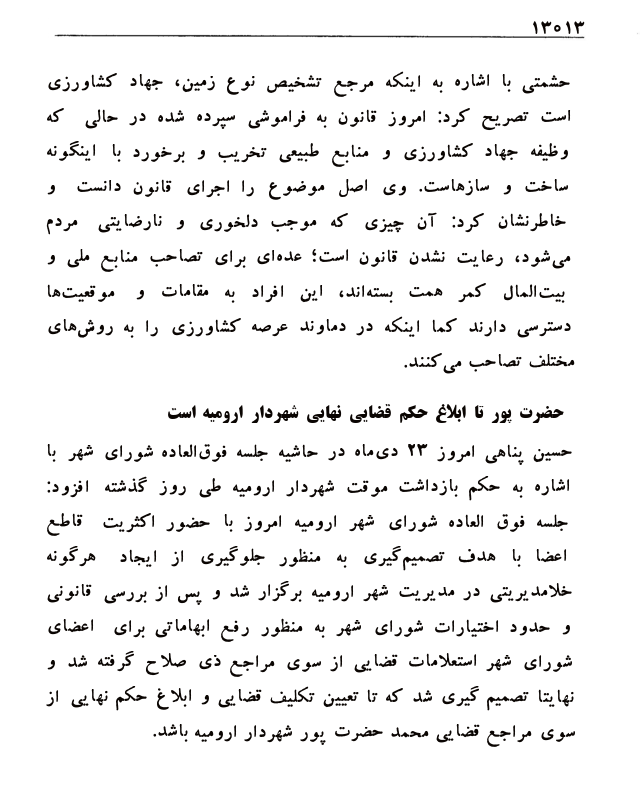 ۱۳۰۱۳
حشمتی با اشاره به اینکه مرجع تشخیص نوع زمین، جهاد کشاورزی
است تصریح کرد: امروز قانون به فراموشی سپرده شده در حالی که
وظیفه جهاد کشاورزی و منابع طبیعی تخریب و برخورد با اینگونه
ساخت و سازهاست. وی اصل موضوع را اجرای قانون دانست و
خاطرنشان کرد: آن چیزی که موجب دلخوری و نارضایتی مردم
می‌شود، رعایت نشدن قانون است؛ عده‌ای برای تصاحب منابع ملی و
بیت‌المال کمر همت بسته‌اند، این افراد به مقامات و موقعیت‌ها
دسترسی دارند کما اینکه در دماوند عرصه کشاورزی را به روش‌های
مختلف تصاحب می‌کنند.
حضرت پور تا ابلاغ حکم قضایی نهایی شهردار ارومیه است
حسین پناهی امروز ۲۳ دی‌ماه در حاشیه جلسه فوق‌العاده شورای شهر با
اشاره به حکم بازداشت موقت شهردار ارومیه طی روز گذشته افزود:
جلسه فوق العاده شورای شهر ارومیه امروز با حضور اکثریت قاطع
اعضا با هدف تصمیم‌گیری به منظور جلوگیری از ایجاد هرگونه
خلامدیریتی در مدیریت شهر ارومیه برگزار شد و پس از بررسی قانونی
و حدود اختیارات شورای شهر به منظور رفع ابهاماتی برای اعضای
شورای شهر استعلامات قضایی از سوی مراجع ذی صلاح گرفته شد و
نهایتا تصمیم گیری شد که تا تعیین تکلیف قضایی و ابلاغ حکم نهایی از
سوی مراجع قضایی محمد حضرت پور شهردار ارومیه باشد.